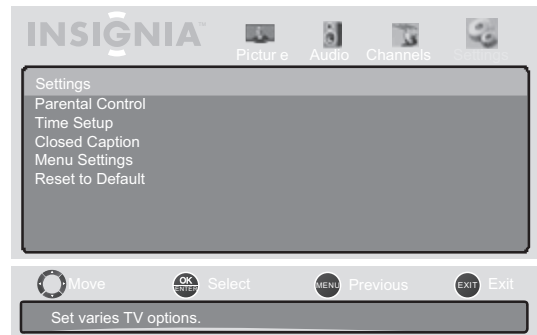 INSIGNIA™
Pictur e Audio Channels Settings
Settings
Parental Control
Time Setup
Closed Caption
Menu Settings
Reset to Default
Move OK ENTER Select MENU Previous EXIT Exit
Set varies TV options.